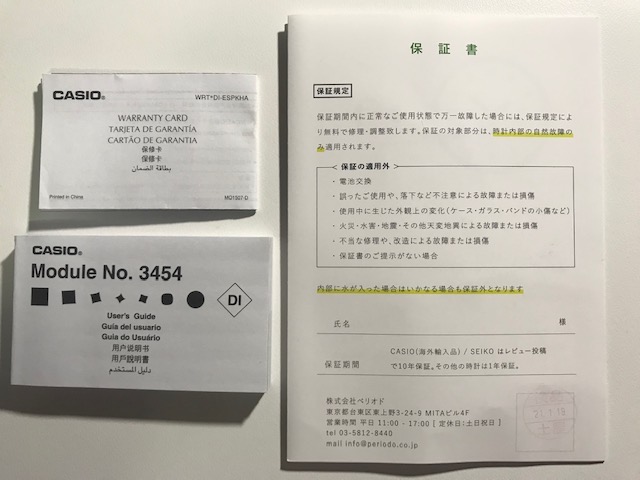 CASIO®
WRT*DI-ESPKHA
WARRANTY CARD
TARJETA DE GARANTÍA
CARTÃO DE GARANTIA
保修卡
保修卡
بطاقة الضمان
Printed in China
MO1307-D
CASIO®
Module No. 3454
DI
User's Guide
Guía del usuario
Guia do Usuário
用户说明书
用戶說明書
دليل المستخدم
保証書
保証規定
保証期間内に正常なご使用状態で万一故障した場合には、保証規定によ
り無料で修理・調整致します。保証の対象部分は、時計内部の自然故障の
み適用されます。
保証の適用外
・電池交換
・誤ったご使用や、落下など不注意による故障または損傷
・使用中に生じた外観上の変化(ケース・ガラス・バンドの小傷など)
・火災・水害・地震・その他天変地異による故障または損傷
・不当な修理や、改造による故障または損傷
・保証書のご提示がない場合
内部に水が入った場合はいかなる場合も保証外となります
氏名 様
保証期間 CASIO(海外輸入品) / SEIKO はレビュー投稿
で10年保証。その他の時計は1年保証。
株式会社ペリオド
東京都台東区東上野3-24-9 MITAビル4F
営業時間 平日 11:00 - 17:00 [ 定休日:土日祝日 ]
tel 03-5812-8440
mail info@periodo.co.jp